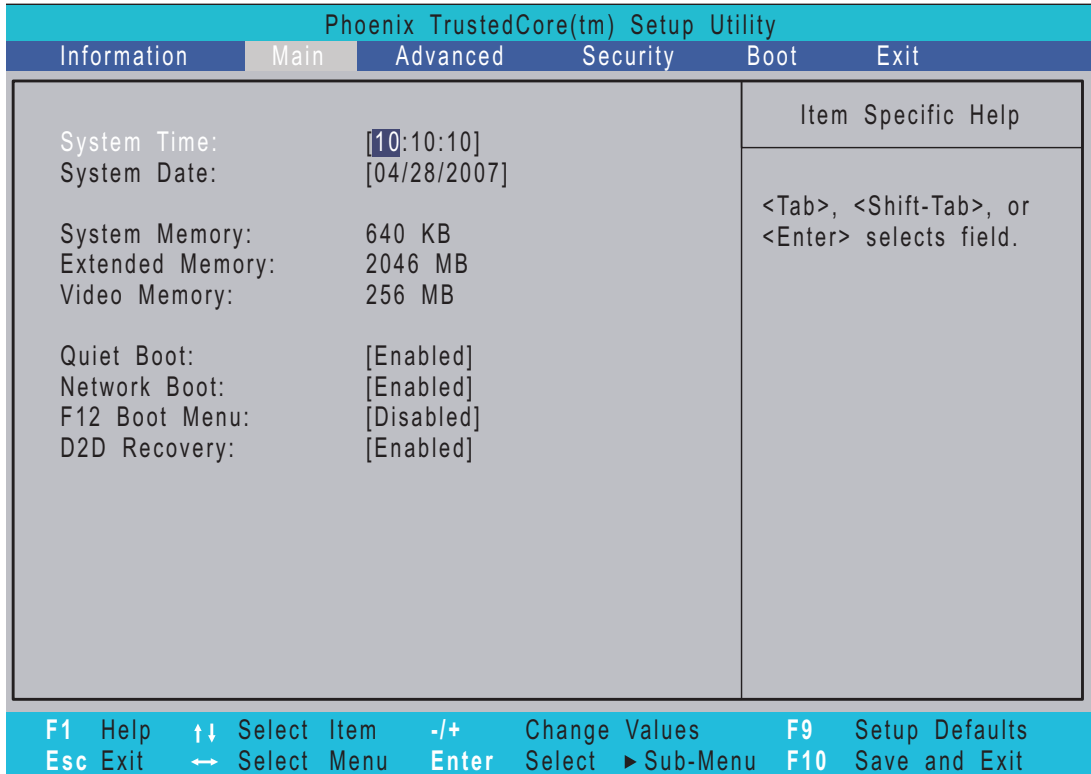 Phoenix TrustedCore(tm) Setup Utility
Information Main Advanced Security Boot Exit
System Time: [10:10:10]
System Date: [04/28/2007]
System Memory: 640 KB
Extended Memory: 2046 MB
Video Memory: 256 MB
Quiet Boot: [Enabled]
Network Boot: [Enabled]
F12 Boot Menu: [Disabled]
D2D Recovery: [Enabled]
Item Specific Help
<Tab>, <Shift-Tab>, or
<Enter> selects field.
F1 Help ↑↓ Select Item -/+ Change Values F9 Setup Defaults
Esc Exit ↔ Select Menu Enter Select ▶Sub-Menu F10 Save and Exit